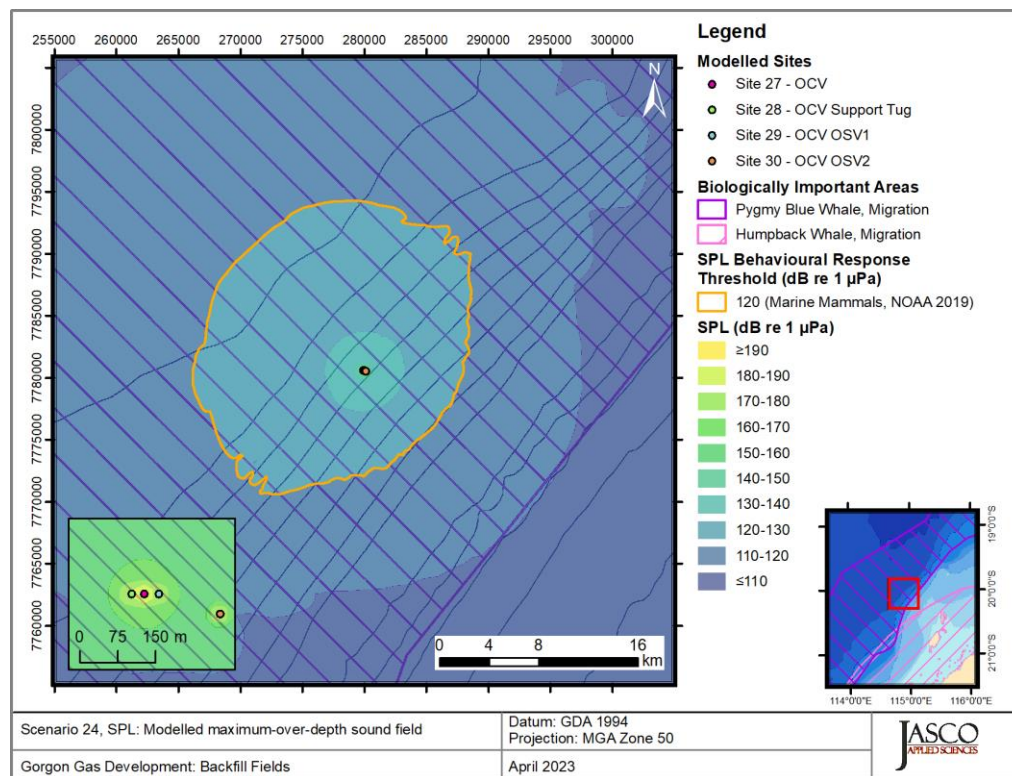 255000 260000 265000 270000 275000 280000 285000 290000 295000 300000
7800000
7795000
7790000
7785000
7780000
7775000
7770000
7765000
7760000
N
0 75 150 m
0 4 8 16
km
Legend
Modelled Sites
Site 27 - OCV
Site 28 - OCV Support Tug
Site 29 - OCV OSV1
Site 30 - OCV OSV2
Biologically Important Areas
Pygmy Blue Whale, Migration
Humpback Whale, Migration
SPL Behavioural Response
Threshold (dB re 1 µPa)
120 (Marine Mammals, NOAA 2019)
SPL (dB re 1 µPa)
≥190
180-190
170-180
160-170
150-160
140-150
130-140
120-130
110-120
≤110
19°0'0"S
20°0'0"S
21°0'0"S
114°0'0"E 115°0'0"E 116°0'0"E
Scenario 24, SPL: Modelled maximum-over-depth sound field
Datum: GDA 1994
Projection: MGA Zone 50
Gorgon Gas Development: Backfill Fields
April 2023
JASCO
APPLIED SCIENCES